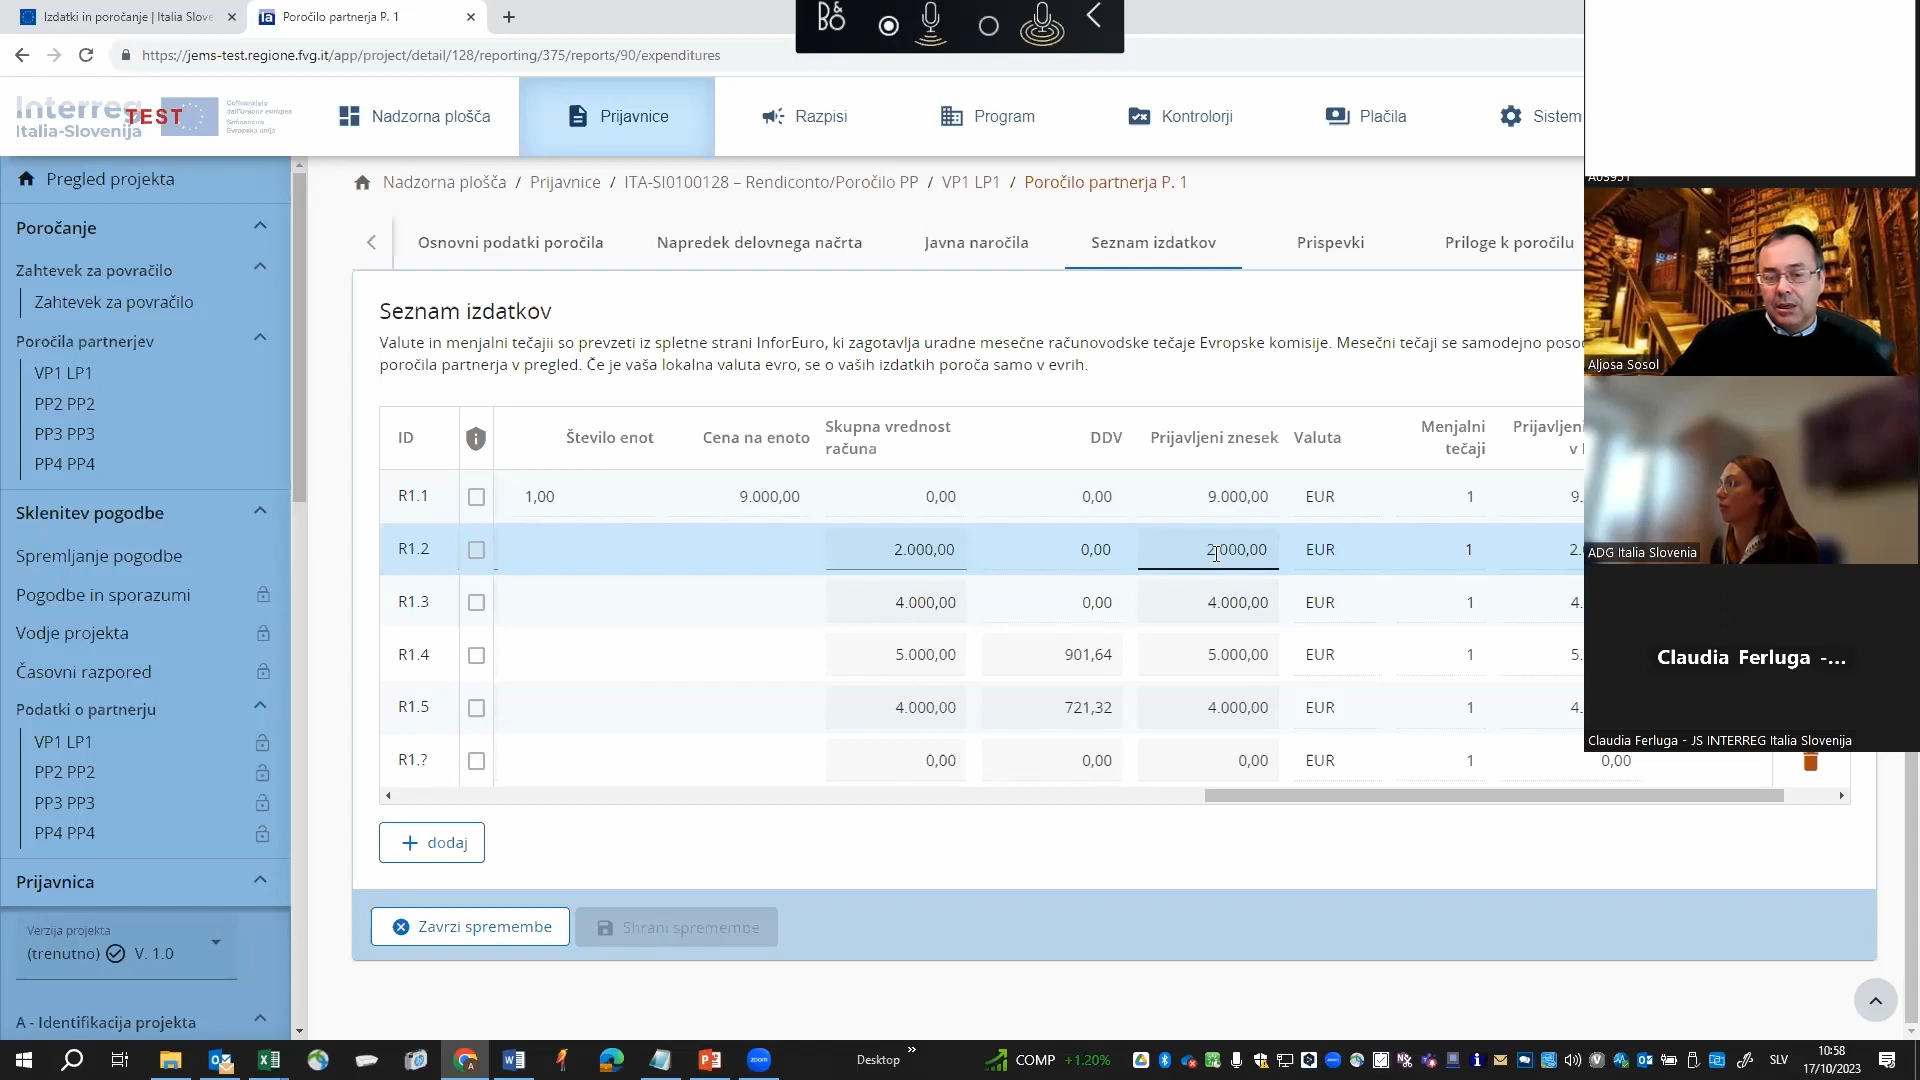 Izdatki in poročanje | Italia Slove
Poročilo partnerja P. 1
https://jems-test.regione.fvg.it/app/project/detail/128/reporting/375/reports/90/expenditures
Interreg
TEST
Italia-Slovenija
Nadzorna plošča
Prijavnice
Razpisi
Program
Kontrolorji
Plačila
Sistem
Pregled projekta
Poročanje
Zahtevek za povračilo
Zahtevek za povračilo
Poročila partnerjev
VP1 LP1
PP2 PP2
PP3 PP3
PP4 PP4
Sklenitev pogodbe
Spremljanje pogodbe
Pogodbe in sporazumi
Vodje projekta
Časovni razpored
Podatki o partnerju
VP1 LP1
PP2 PP2
PP3 PP3
PP4 PP4
Prijavnica
Verzija projekta
(trenutno) V. 1.0
A - Identifikacija projekta
Nadzorna plošča / Prijavnice / ITA-SI0100128 – Rendiconto/Poročilo PP / VP1 LP1 / Poročilo partnerja P. 1
Osnovni podatki poročila
Napredek delovnega načrta
Javna naročila
Seznam izdatkov
Prispevki
Priloge k poročilu
Seznam izdatkov
Valute in menjalni tečajii so prevzeti iz spletne strani InforEuro, ki zagotavlja uradne mesečne računovodske tečaje Evropske komisije. Mesečni tečaji se samodejno posod
poročila partnerja v pregled. Če je vaša lokalna valuta evro, se o vaših izdatkih poroča samo v evrih.
ID Število enot Cena na enoto Skupna vrednost računa DDV Prijavljeni znesek Valuta Menjalni tečaji Prijavljeni
R1.1 1,00 9.000,00 0,00 0,00 9.000,00 EUR 1 9.
R1.2 2.000,00 0,00 2.000,00 EUR 1 2.
R1.3 4.000,00 0,00 4.000,00 EUR 1 4.
R1.4 5.000,00 901,64 5.000,00 EUR 1 5.
R1.5 4.000,00 721,32 4.000,00 EUR 1 4.
R1.? 0,00 0,00 0,00 EUR 1 0,00
dodaj
Zavrzi spremembe
Shrani spremembe
Aljosa Sosol
ADG Italia Slovenia
Claudia Ferluga -...
Claudia Ferluga - JS INTERREG Italia Slovenija
Desktop
COMP +1.20%
SLV
10:58
17/10/2023